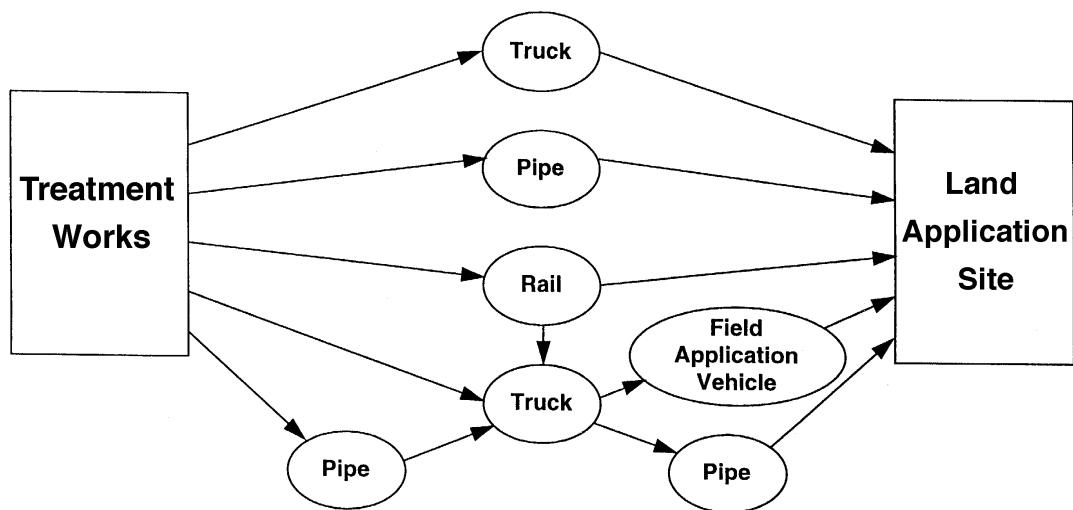 Truck
Treatment
Works
Pipe
Land
Application
Site
Rail
Field
Application
Vehicle
Truck
Pipe
Pipe